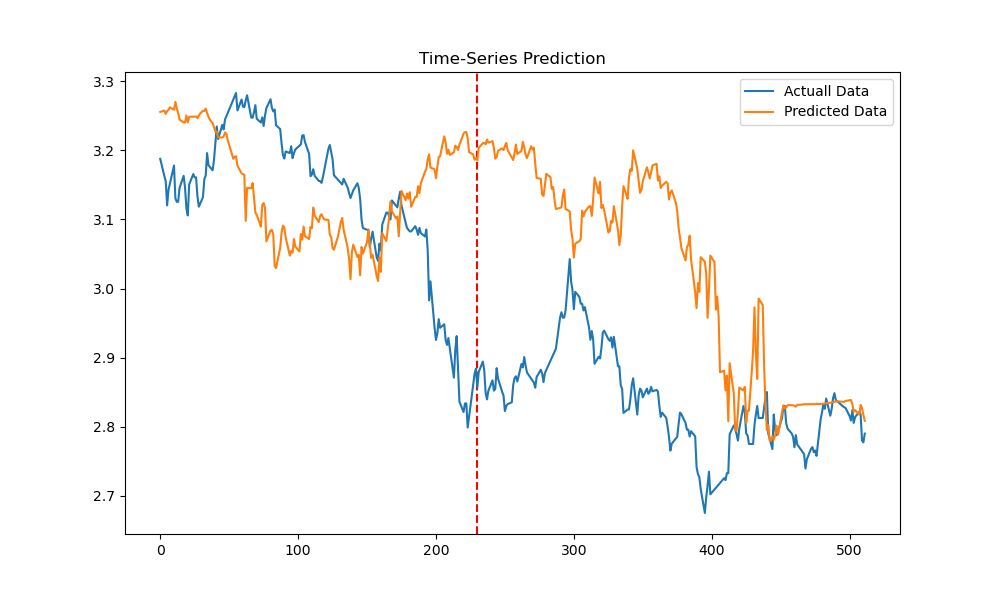 Time-Series Prediction
Actuall Data
Predicted Data
3.3
3.2
3.1
3.0
2.9
2.8
2.7
0 100 200 300 400 500